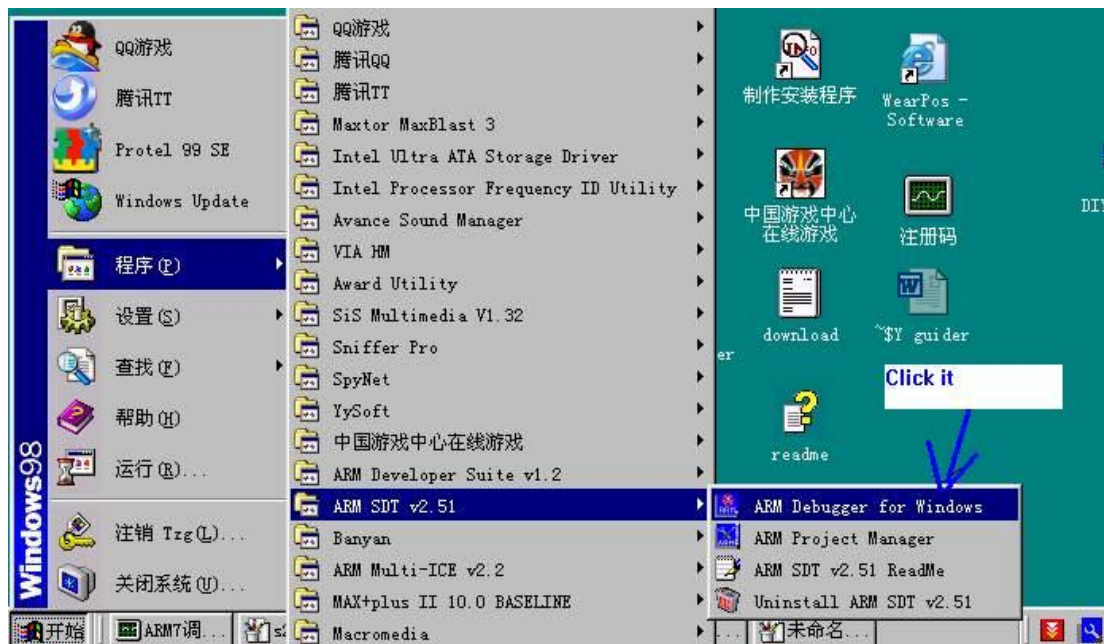 QQ游戏
腾讯TT
Protel 99 SE
Windows Update
程序(P)
设置(S)
查找(F)
帮助(H)
运行(R)...
注销 Tzg(L)...
关闭系统(U)...
Windows98
QQ游戏
腾讯QQ
腾讯TT
Maxtor MaxBlast 3
Intel Ultra ATA Storage Driver
Intel Processor Frequency ID Utility
Avance Sound Manager
VIA HM
Award Utility
SiS Multimedia V1.32
Sniffer Pro
SpyNet
YySoft
中国游戏中心在线游戏
ARM Developer Suite v1.2
ARM SDT v2.51
Banyan
ARM Multi-ICE v2.2
MAX+plus II 10.0 BASELINE
Macromedia
ARM Debugger for Windows
ARM Project Manager
ARM SDT v2.51 ReadMe
Uninstall ARM SDT v2.51
制作安装程序
WearPos -
Software
中国游戏中心
在线游戏
注册码
DIY
download
~$Y guider
er
Click it
readme
开始
ARM7调...
...
未命名...